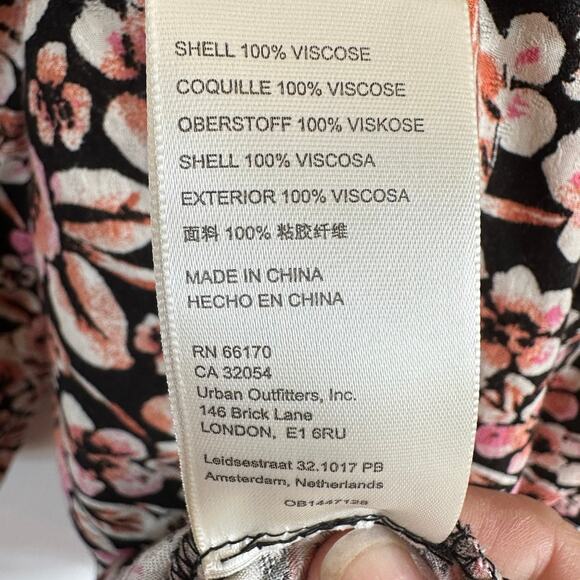 SHELL 100% VISCOSE
COQUILLE 100% VISCOSE
OBERSTOFF 100% VISKOSE
SHELL 100% VISCOSA
EXTERIOR 100% VISCOSA
面料 100% 粘胶纤维
MADE IN CHINA
HECHO EN CHINA
RN 66170
CA 32054
Urban Outfitters, Inc.
146 Brick Lane
LONDON, E1 6RU
Leidsestraat 32.1017 PB
Amsterdam, Netherlands
OB1447126